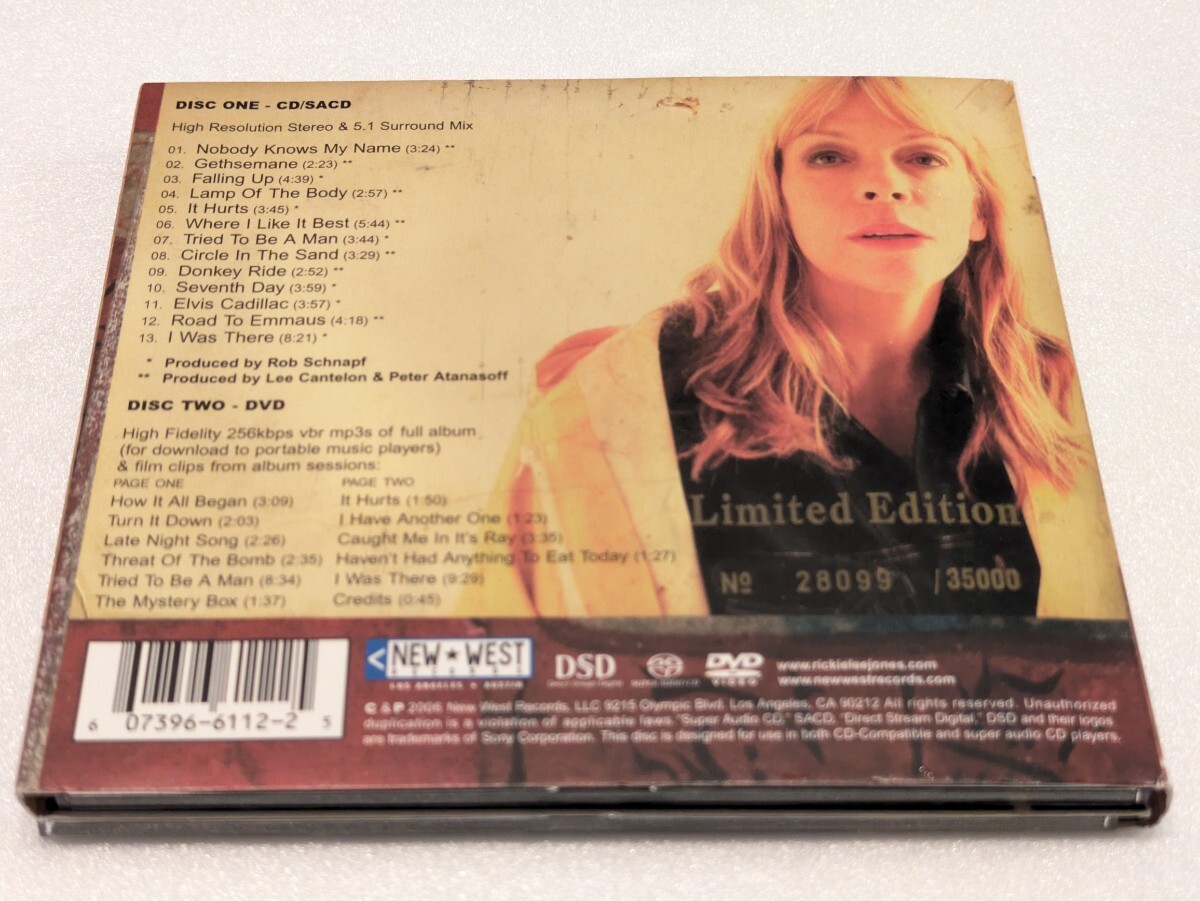 DISC ONE - CD/SACD
High Resolution Stereo & 5.1 Surround Mix
01. Nobody Knows My Name (3:24) **
02. Gethsemane (2:23) **
03. Falling Up (4:39) *
04. Lamp Of The Body (2:57) **
05. It Hurts (3:45) *
06. Where I Like It Best (5:44) **
07. Tried To Be A Man (3:44) *
08. Circle In The Sand (3:29) **
09. Donkey Ride (2:52) **
10. Seventh Day (3:59) *
11. Elvis Cadillac (3:57) *
12. Road To Emmaus (4:18) **
13. I Was There (8:21) *
* Produced by Rob Schnapf
** Produced by Lee Cantelon & Peter Atanasoff
DISC TWO - DVD
High Fidelity 256kbps vbr mp3s of full album
(for download to portable music players)
& film clips from album sessions:
PAGE ONE
How It All Began (3:09)
Turn It Down (2:03)
Late Night Song (2:26)
Threat Of The Bomb (2:35)
Tried To Be A Man (8:34)
The Mystery Box (1:37)
PAGE TWO
It Hurts (1:50)
I Have Another One (1:23)
Caught Me In It's Ray (3:35)
Haven't Had Anything To Eat Today (1:27)
I Was There (9:29)
Credits (0:45)
Limited Edition
Nº 28099 /35000
6 07396-6112-2 5
NEW★WEST
LOS ANGELES ★ AUSTIN
DSD
Direct Stream Digital
SUPER AUDIO CD
DVD
VIDEO
www.rickieleejones.com
www.newwestrecords.com
© & ℗ 2006 New West Records, LLC 9215 Olympic Blvd. Los Angeles, CA 90212 All rights reserved. Unauthorized
duplication is a violation of applicable laws. "Super Audio CD," SACD, "Direct Stream Digital," DSD and their logos
are trademarks of Sony Corporation. This disc is designed for use in both CD-Compatible and super audio CD players.